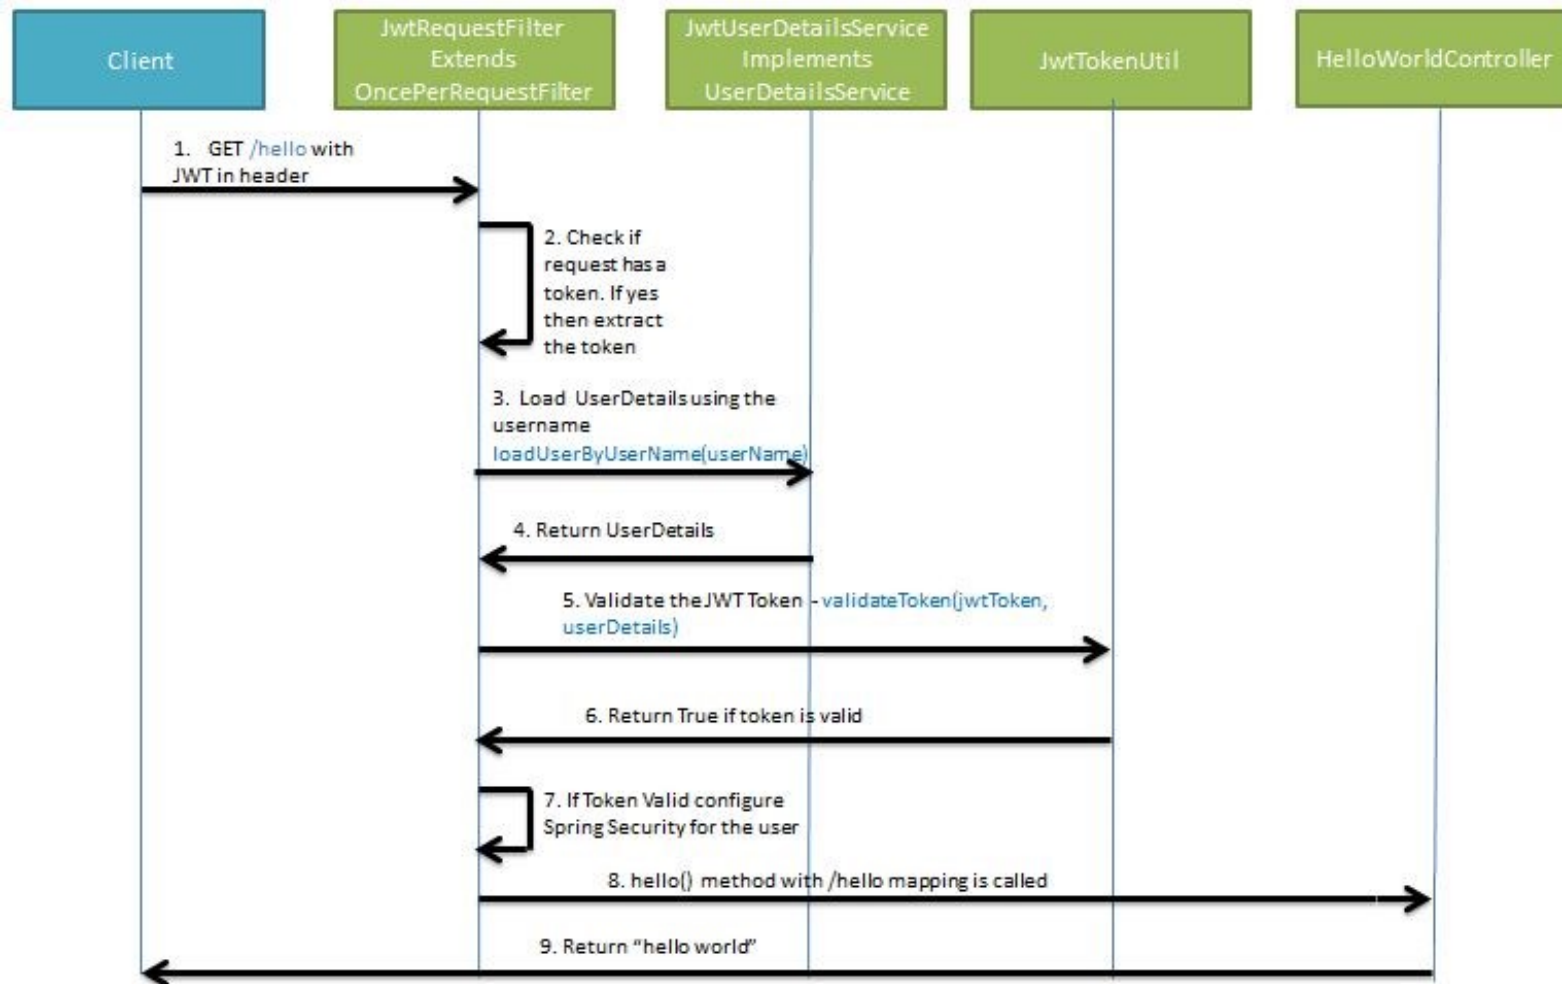 Client
JwtRequestFilter
Extends
OncePerRequestFilter
JwtUserDetailsService
Implements
UserDetailsService
JwtTokenUtil
HelloWorldController
1. GET /hello with
JWT in header
2. Check if
request has a
token. If yes
then extract
the token
3. Load UserDetails using the
username
loadUserByUserName(userName)
4. Return UserDetails
5. Validate the JWT Token - validateToken(jwtToken,
userDetails)
6. Return True if token is valid
7. If Token Valid configure
Spring Security for the user
8. hello() method with /hello mapping is called
9. Return “hello world”